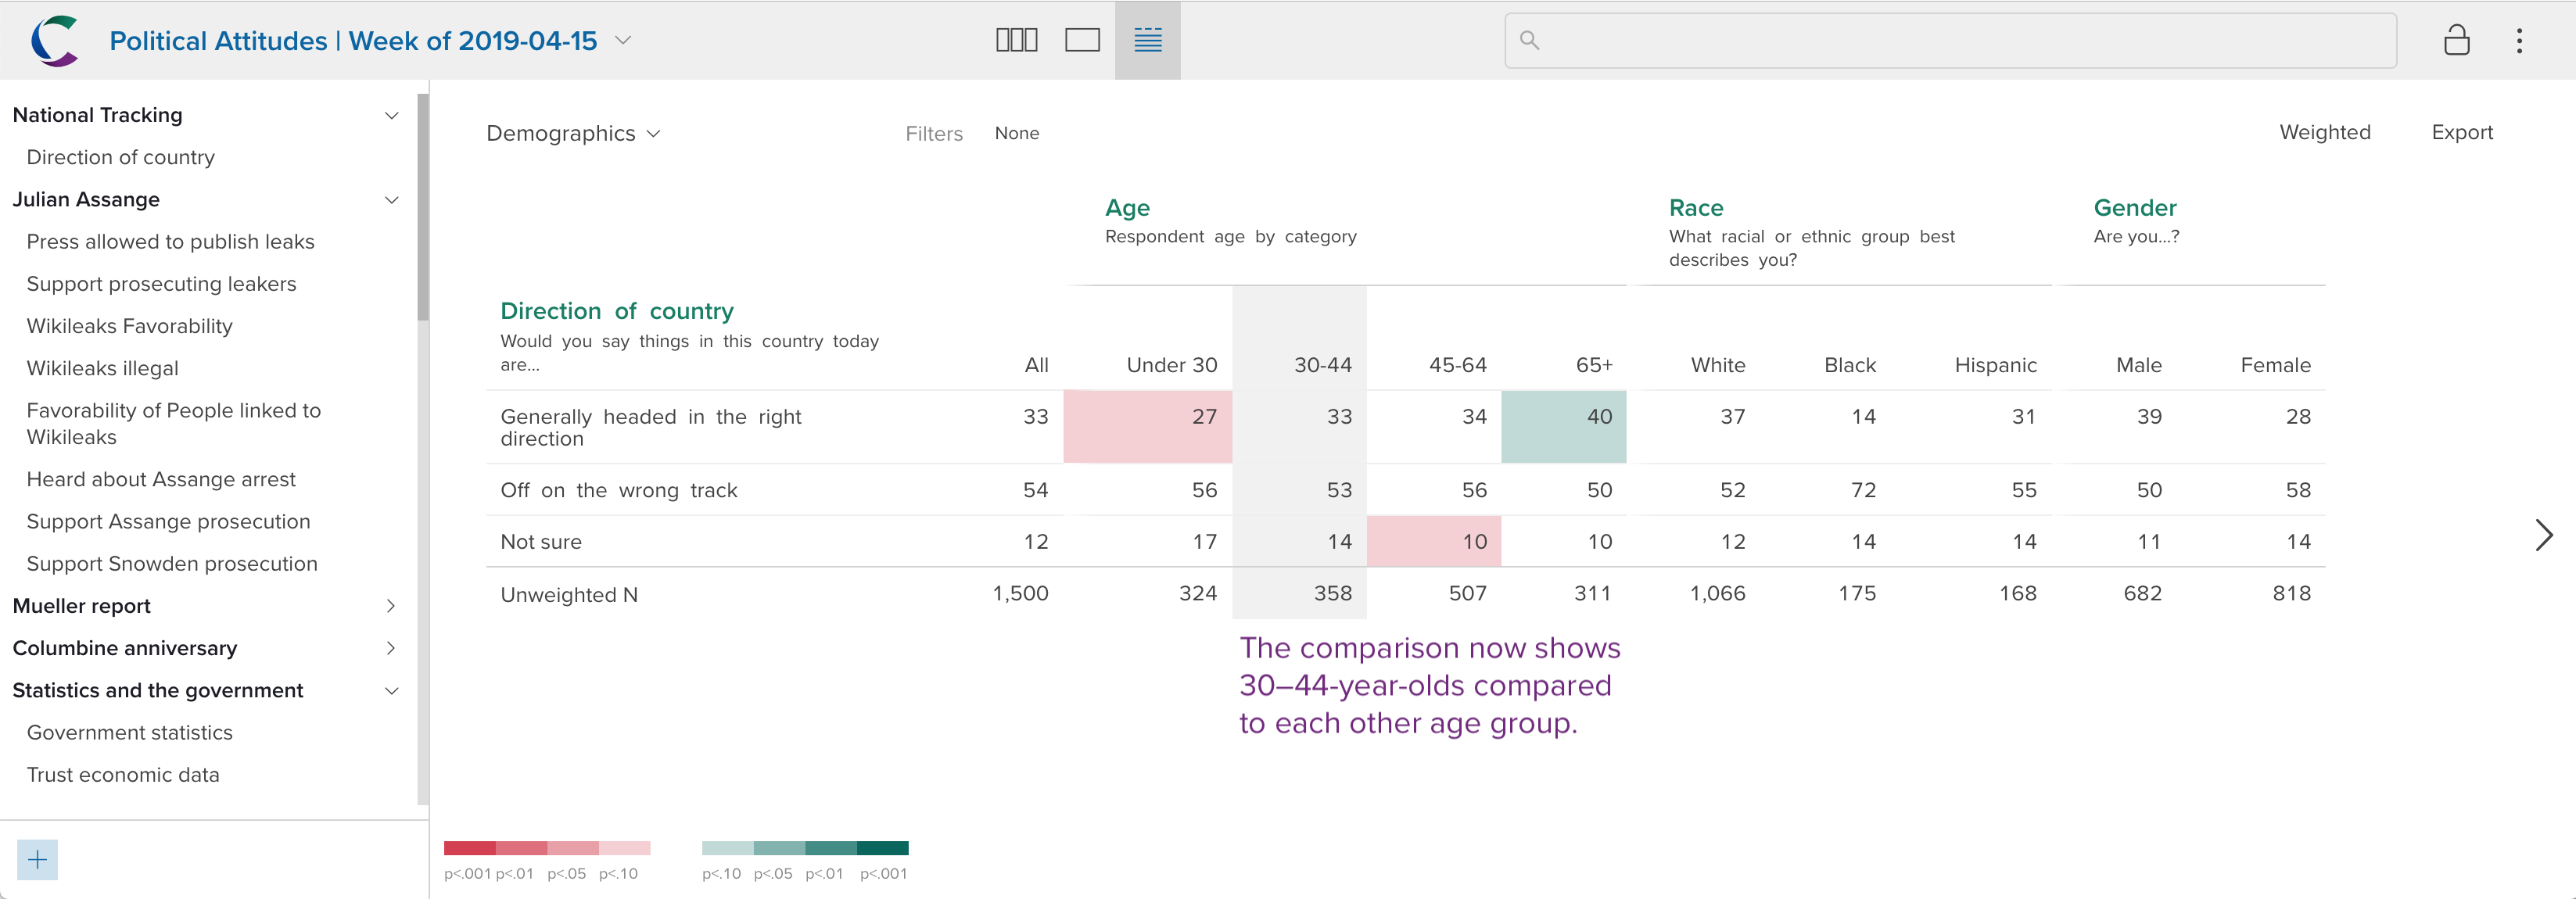 Political Attitudes | Week of 2019-04-15
National Tracking
Direction of country
Julian Assange
Press allowed to publish leaks
Support prosecuting leakers
Wikileaks Favorability
Wikileaks illegal
Favorability of People linked to
Wikileaks
Heard about Assange arrest
Support Assange prosecution
Support Snowden prosecution
Mueller report
Columbine anniversary
Statistics and the government
Government statistics
Trust economic data
Demographics Filters None Weighted Export
Age Race Gender
Respondent age by category What racial or ethnic group best Are you...?
describes you?
Direction of country
Would you say things in this country today
are... All Under 30 30-44 45-64 65+ White Black Hispanic Male Female
Generally headed in the right 33 27 33 34 40 37 14 31 39 28
direction
Off on the wrong track 54 56 53 56 50 52 72 55 50 58
Not sure 12 17 14 10 10 12 14 14 11 14
Unweighted N 1,500 324 358 507 311 1,066 175 168 682 818
The comparison now shows
30–44-year-olds compared
to each other age group.
p<.001 p<.01 p<.05 p<.10 p<.10 p<.05 p<.01 p<.001